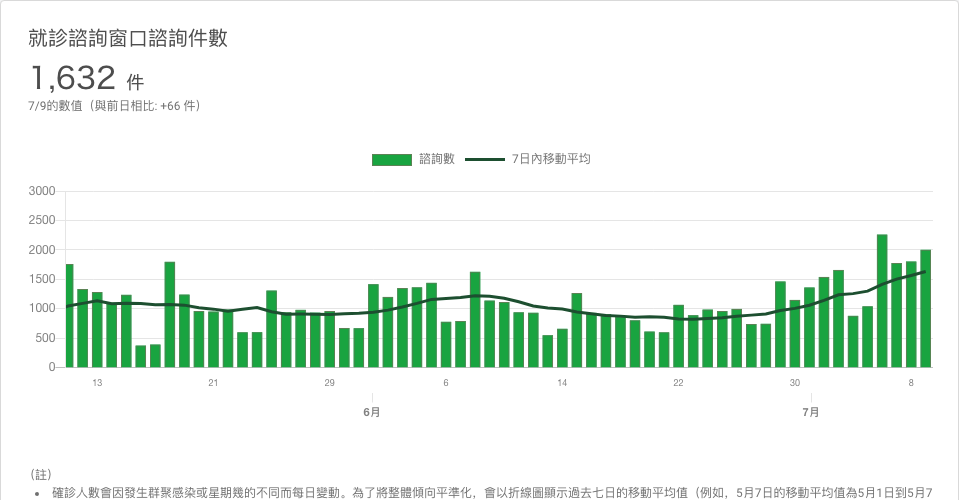 就診諮詢窗口諮詢件數
1,632 件
7/9的數值（與前日相比: +66 件）
諮詢數 7日內移動平均
3000
2500
2000
1500
1000
500
0
13 21 29 6 14 22 30 8
6月 7月
（註）
• 確診人數會因發生群聚感染或星期幾的不同而每日變動。為了將整體傾向平準化，會以折線圖顯示過去七日的移動平均值（例如，5月7日的移動平均值為5月1日到5月7